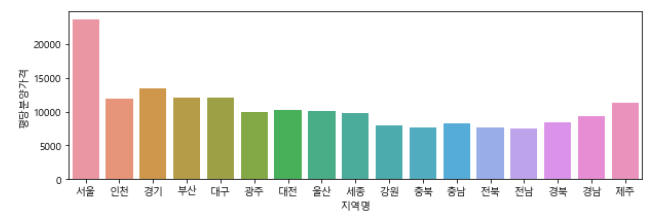 평당분양가격
20000
15000
10000
5000
0
서울 인천 경기 부산 대구 광주 대전 울산 세종 강원 충북 충남 전북 전남 경북 경남 제주
지역명